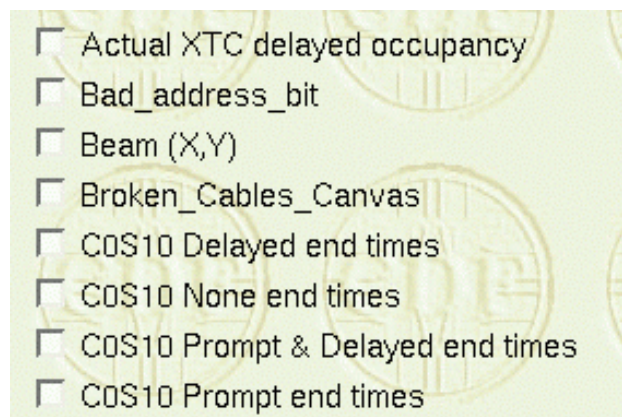 Actual XTC delayed occupancy
Bad_address_bit
Beam (X,Y)
Broken_Cables_Canvas
C0S10 Delayed end times
C0S10 None end times
C0S10 Prompt & Delayed end times
C0S10 Prompt end times